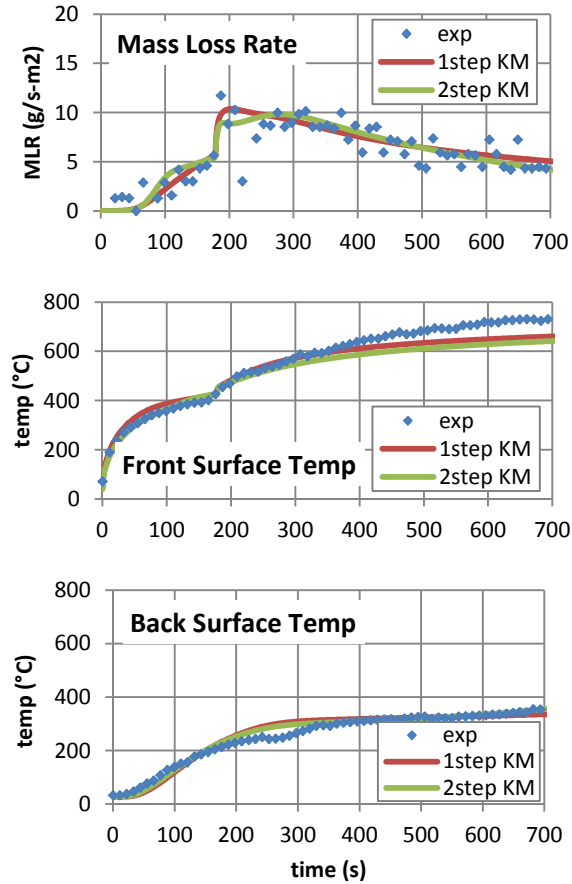 Mass Loss Rate
exp
1step KM
2step KM
MLR (g/s-m2)
20
15
10
5
0
0 100 200 300 400 500 600 700
Front Surface Temp
exp
1step KM
2step KM
temp (°C)
800
600
400
200
0
0 100 200 300 400 500 600 700
Back Surface Temp
exp
1step KM
2step KM
temp (°C)
800
600
400
200
0
0 100 200 300 400 500 600 700
time (s)